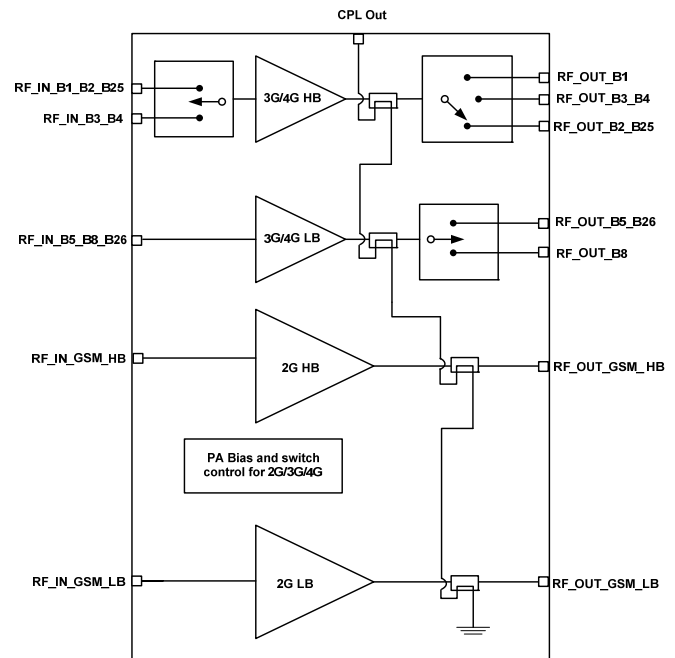 CPL Out
RF_IN_B1_B2_B25
RF_IN_B3_B4
3G/4G HB
RF_OUT_B1
RF_OUT_B3_B4
RF_OUT_B2_B25
RF_IN_B5_B8_B26
3G/4G LB
RF_OUT_B5_B26
RF_OUT_B8
RF_IN_GSM_HB
2G HB
RF_OUT_GSM_HB
PA Bias and switch
control for 2G/3G/4G
RF_IN_GSM_LB
2G LB
RF_OUT_GSM_LB